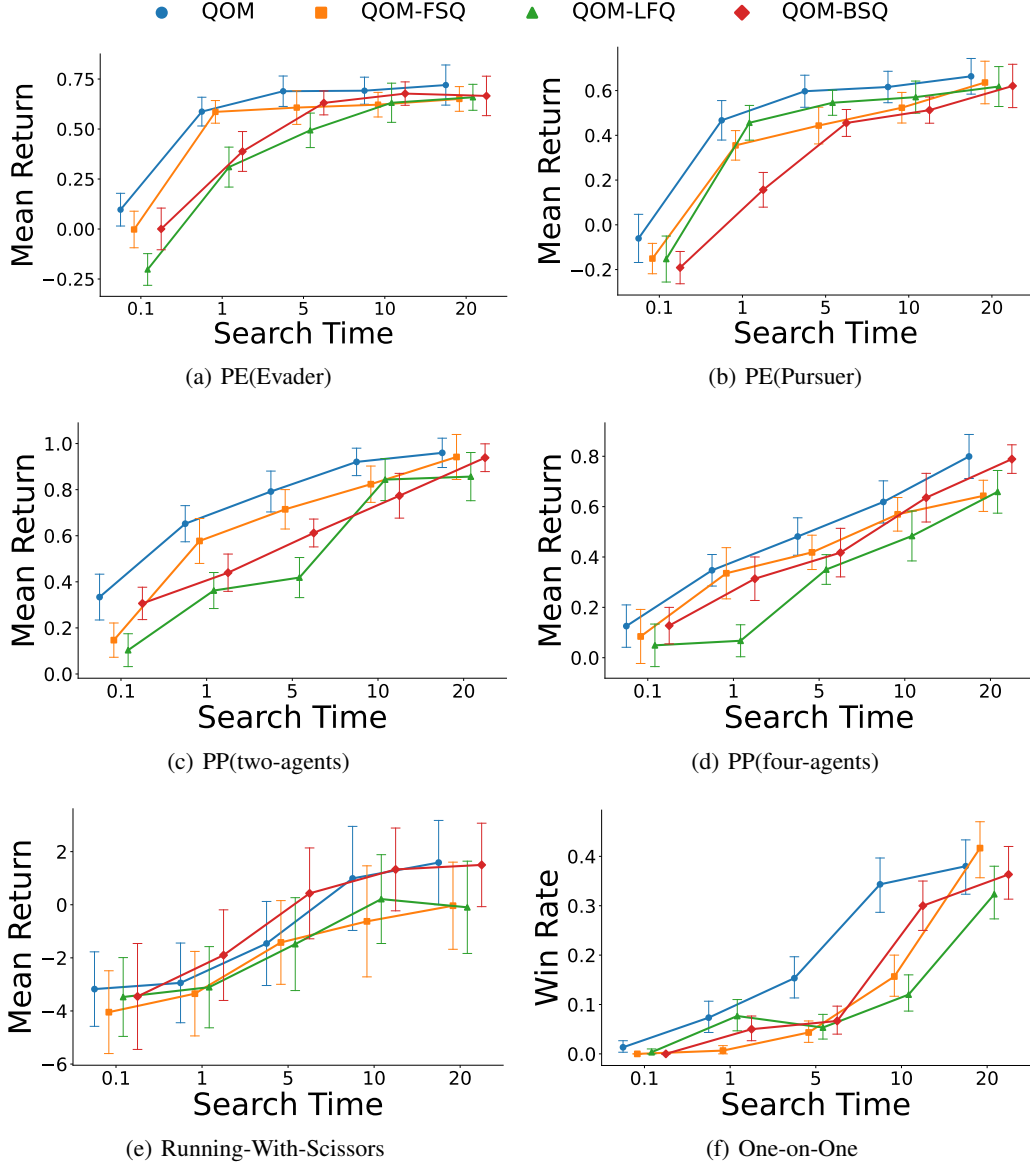 QOM QOM-FSQ QOM-LFQ QOM-BSQ
Mean Return
0.75
0.50
0.25
0.00
−0.25
0.1 1 5 10 20
Search Time
(a) PE(Evader)
Mean Return
0.6
0.4
0.2
0.0
−0.2
0.1 1 5 10 20
Search Time
(b) PE(Pursuer)
Mean Return
1.0
0.8
0.6
0.4
0.2
0.0
0.1 1 5 10 20
Search Time
(c) PP(two-agents)
Mean Return
0.8
0.6
0.4
0.2
0.0
0.1 1 5 10 20
Search Time
(d) PP(four-agents)
Mean Return
2
0
−2
−4
−6
0.1 1 5 10 20
Search Time
(e) Running-With-Scissors
Win Rate
0.4
0.3
0.2
0.1
0.0
0.1 1 5 10 20
Search Time
(f) One-on-One